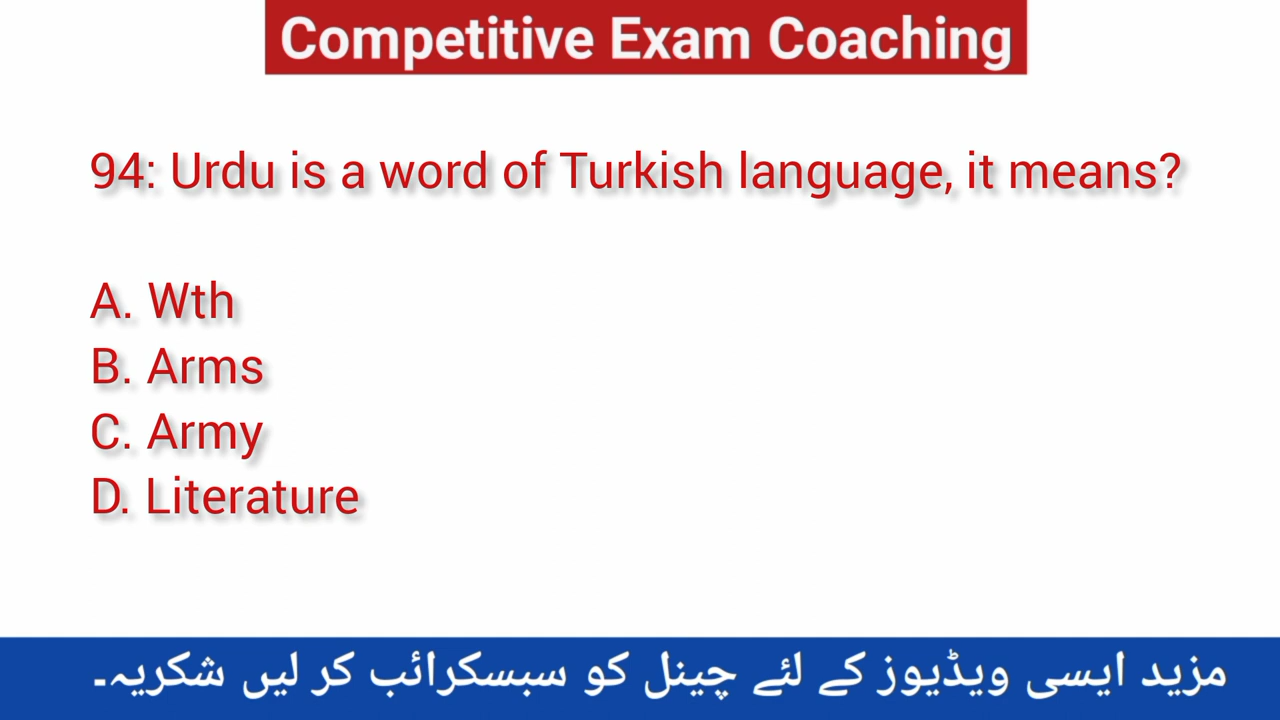 Competitive Exam Coaching
94: Urdu is a word of Turkish language, it means?
A. Wth
B. Arms
C. Army
D. Literature
مزید ایسی ویڈیوز کے لئے چینل کو سبسکرائب کر لیں شکریہ۔